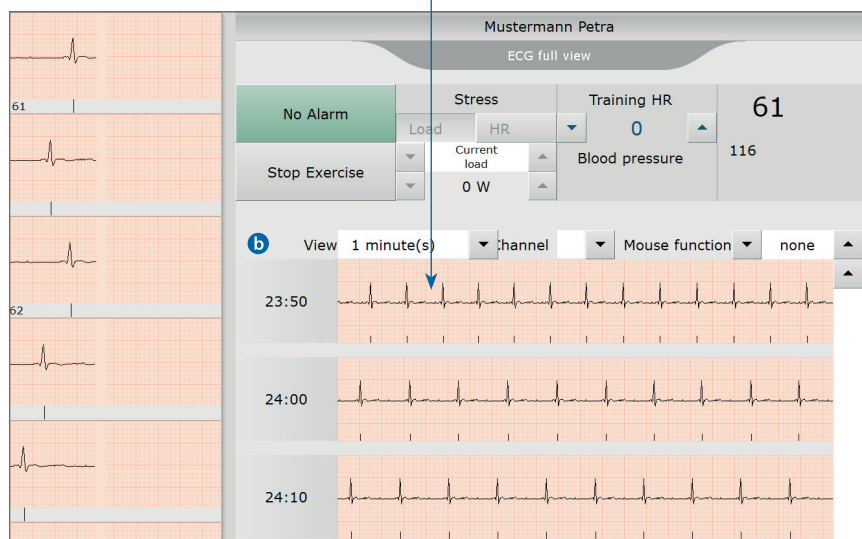 Mustermann Petra
ECG full view
61
62
No Alarm
Stop Exercise
Stress
Load HR
Current
load
0 W
Training HR
0
Blood pressure
61
116
b View 1 minute(s) Channel Mouse function none
23:50
24:00
24:10